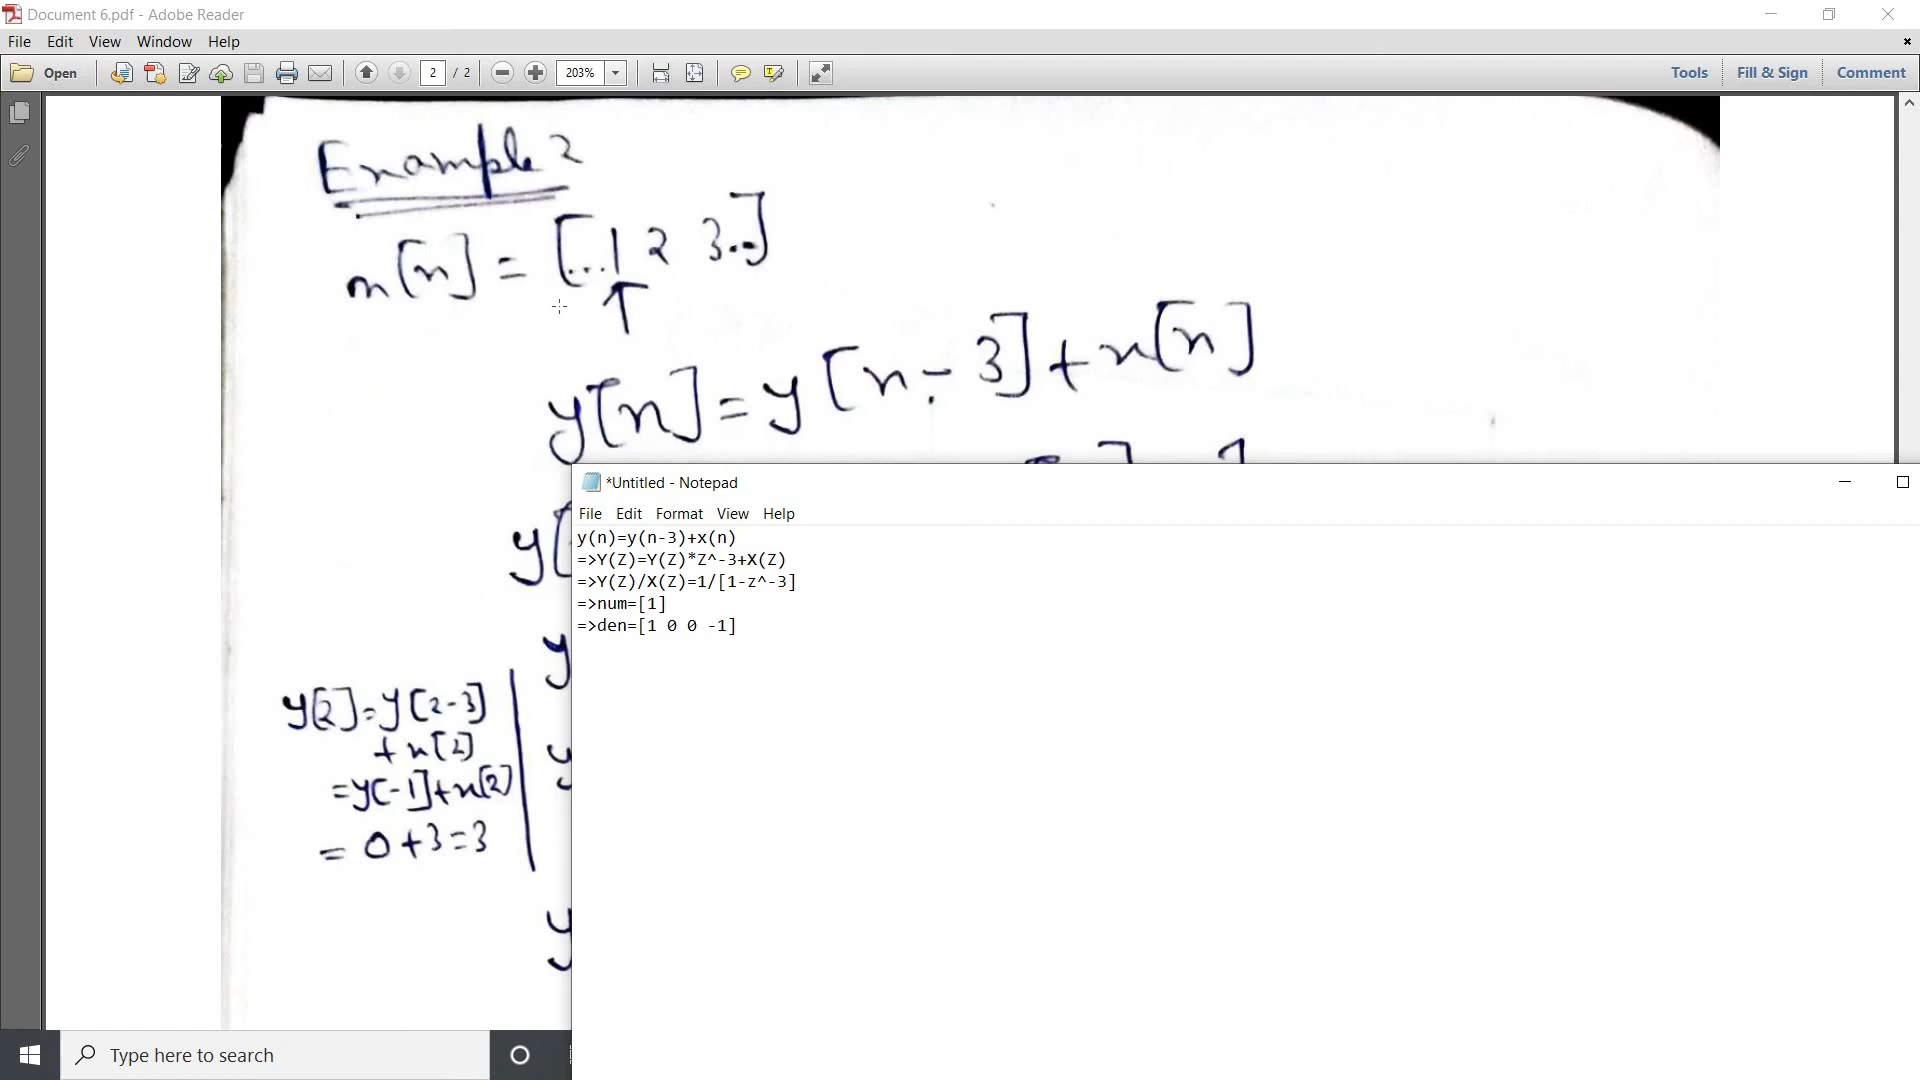 Document 6.pdf - Adobe Reader
File Edit View Window Help
Open 2 / 2 203% Tools Fill & Sign Comment
Example 2
x[n] = [...1 2 3..]
↑
y[n] = y[n-3] + x[n]
y[
y
y[2] = y[2-3]
+ x[2]
y
= y[-1] + x[2]
= 0+3=3
y
*Untitled - Notepad
File Edit Format View Help
y(n)=y(n-3)+x(n)
=>Y(Z)=Y(Z)*Z^-3+X(Z)
=>Y(Z)/X(Z)=1/[1-z^-3]
=>num=[1]
=>den=[1 0 0 -1]
Type here to search